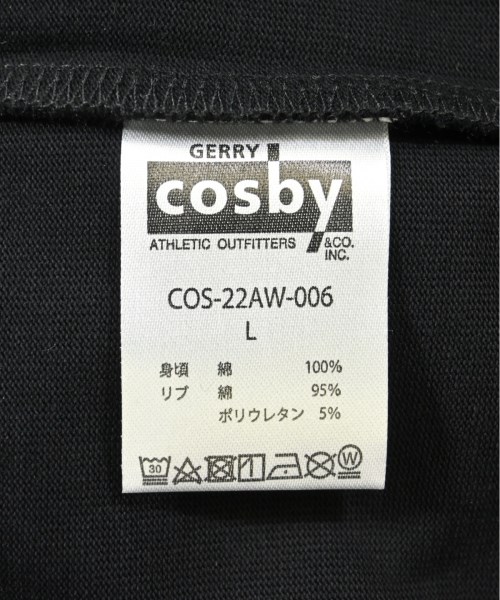 GERRY
cosby
ATHLETIC OUTFITTERS &CO. INC.
COS-22AW-006
L
身頃 綿 100%
リブ 綿 95%
ポリウレタン 5%
30 W